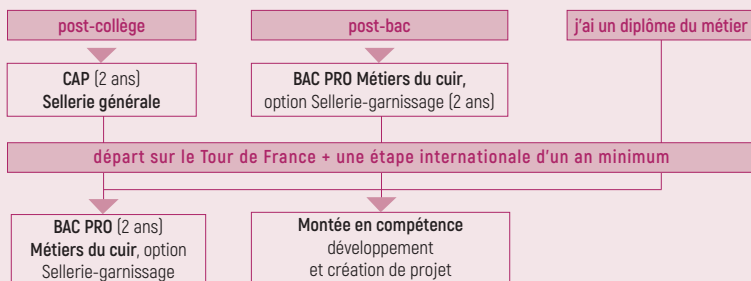 post-collège
post-bac
j'ai un diplôme du métier
CAP (2 ans)
Sellerie générale
BAC PRO Métiers du cuir,
option Sellerie-garnissage (2 ans)
départ sur le Tour de France + une étape internationale d'un an minimum
BAC PRO (2 ans)
Métiers du cuir, option
Sellerie-garnissage
Montée en compétence
développement
et création de projet